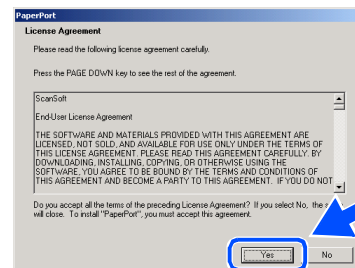 PaperPort
License Agreement
Please read the following license agreement carefully.
Press the PAGE DOWN key to see the rest of the agreement.
ScanSoft
End-User License Agreement
THE SOFTWARE AND MATERIALS PROVIDED WITH THIS AGREEMENT ARE
LICENSED, NOT SOLD, AND AVAILABLE FOR USE ONLY UNDER THE TERMS OF
THIS LICENSE AGREEMENT. PLEASE READ THIS AGREEMENT CAREFULLY. BY
DOWNLOADING, INSTALLING, COPYING, OR OTHERWISE USING THE
SOFTWARE, YOU AGREE TO BE BOUND BY THE TERMS AND CONDITIONS OF
THIS AGREEMENT AND BECOME A PARTY TO THIS AGREEMENT. IF YOU DO NOT
Do you accept all the terms of the preceding License Agreement? If you select No, the
will close. To install "PaperPort", you must accept this agreement.
Yes
No